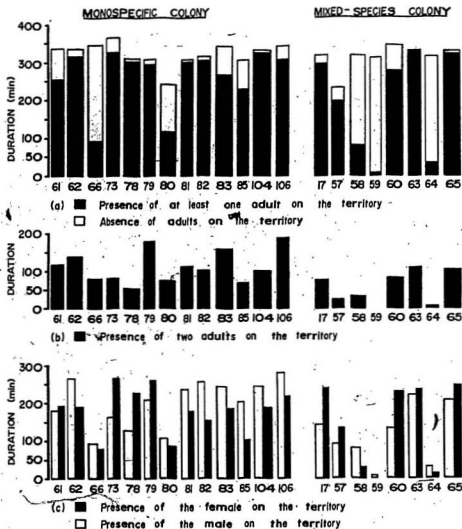 MONOSPECIFIC COLONY MIXED-SPECIES COLONY
400
300
200
100
50
0
DURATION (min)
61 62 66 73 78 79 80 81 82 83 85 104 106 17 57 58 59 60 63 64 65
(a) Presence of at least one adult on the territory
Absence of adults on the territory
200
100
0
DURATION (min)
61 62 66 73 78 79 80 81 82 83 85 104 106 17 57 58 59 60 63 64 65
(b) Presence of two adults on the territory
300
200
100
50
0
DURATION (min)
61 62 66 73 78 79 80 81 82 83 85 104 106 17 57 58 59 60 63 64 65
(c) Presence of the female on the territory
Presence of the male on the territory